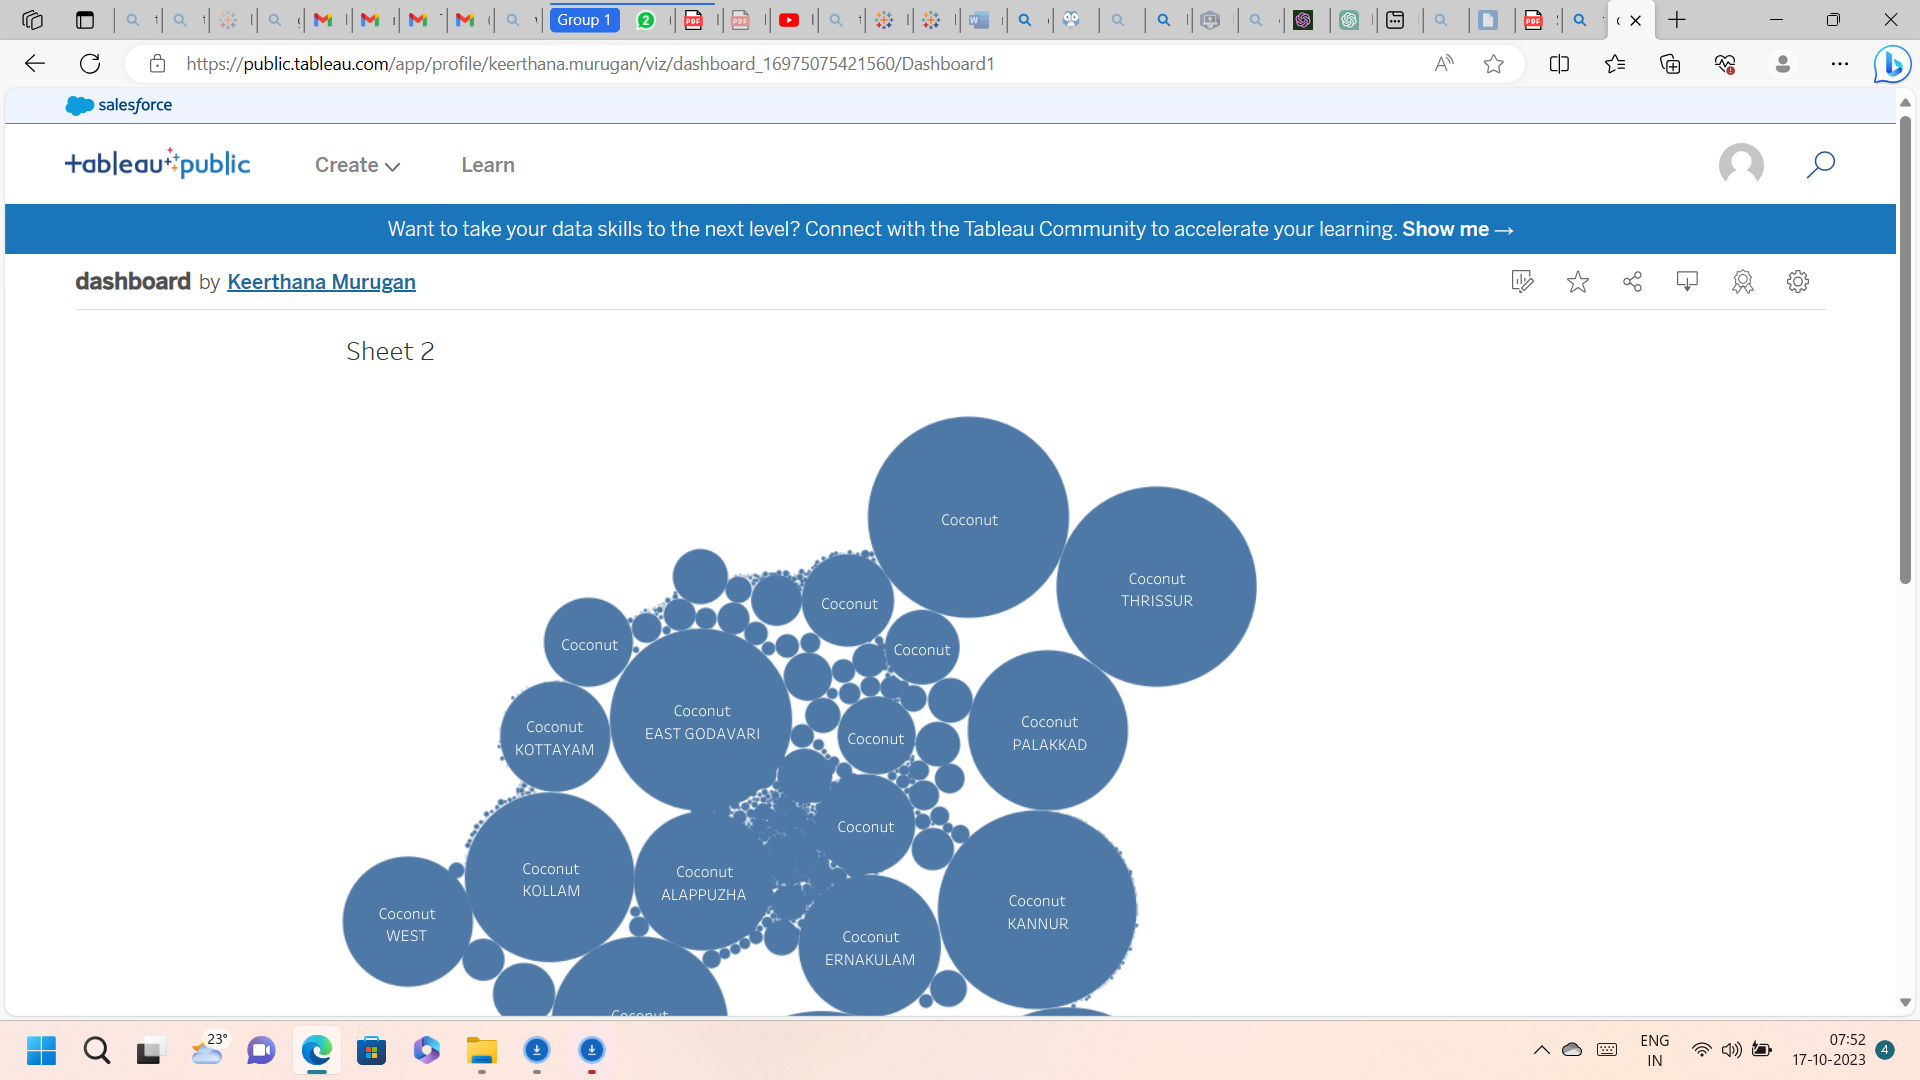 Group 1
2
https://public.tableau.com/app/profile/keerthana.murugan/viz/dashboard_16975075421560/Dashboard1
salesforce
tableau public
Create
Learn
Want to take your data skills to the next level? Connect with the Tableau Community to accelerate your learning. Show me →
dashboard by Keerthana Murugan
Sheet 2
Coconut
Coconut
THRISSUR
Coconut
Coconut
Coconut
Coconut
EAST GODAVARI
Coconut
PALAKKAD
Coconut
KOTTAYAM
Coconut
Coconut
Coconut
KOLLAM
Coconut
ALAPPUZHA
Coconut
KANNUR
Coconut
WEST
Coconut
ERNAKULAM
Coconut
23°
ENG
IN
07:52
17-10-2023
4